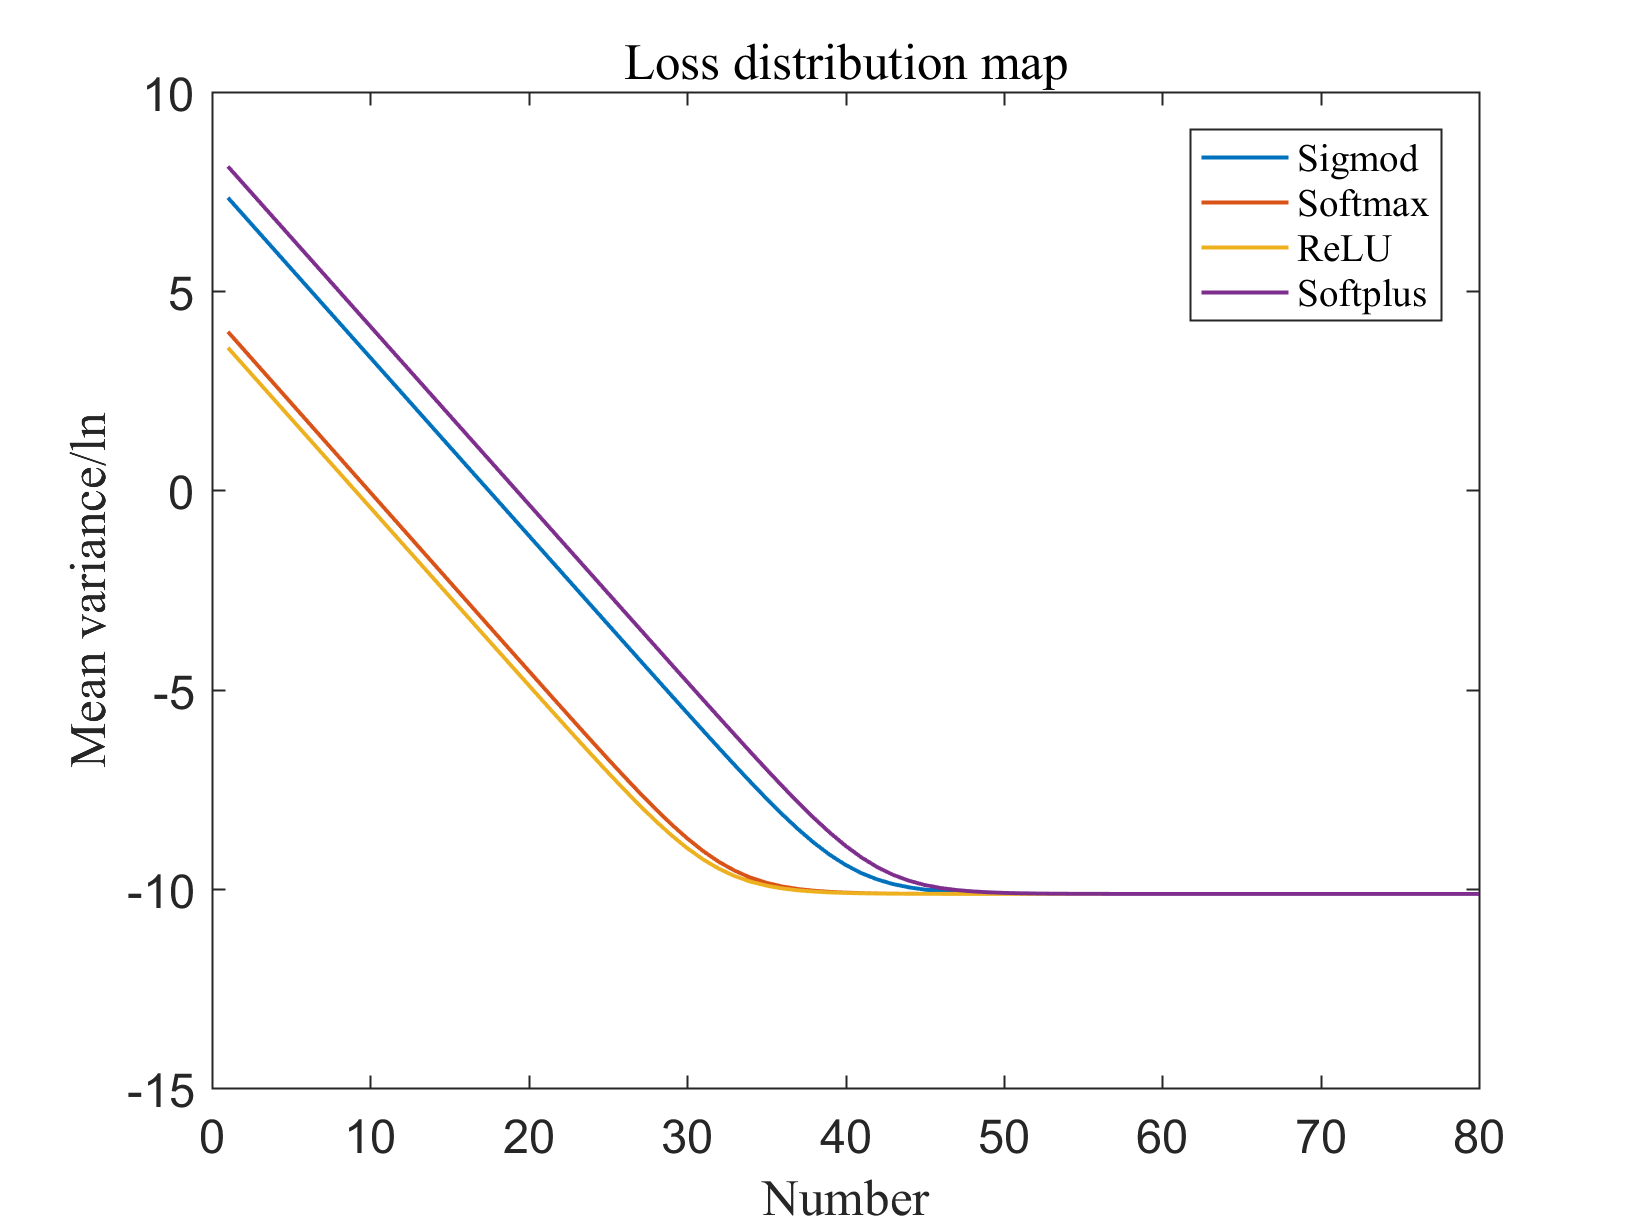 Loss distribution map
10
5
0
-5
-10
-15
Mean variance/ln
Sigmod
Softmax
ReLU
Softplus
0 10 20 30 40 50 60 70 80
Number